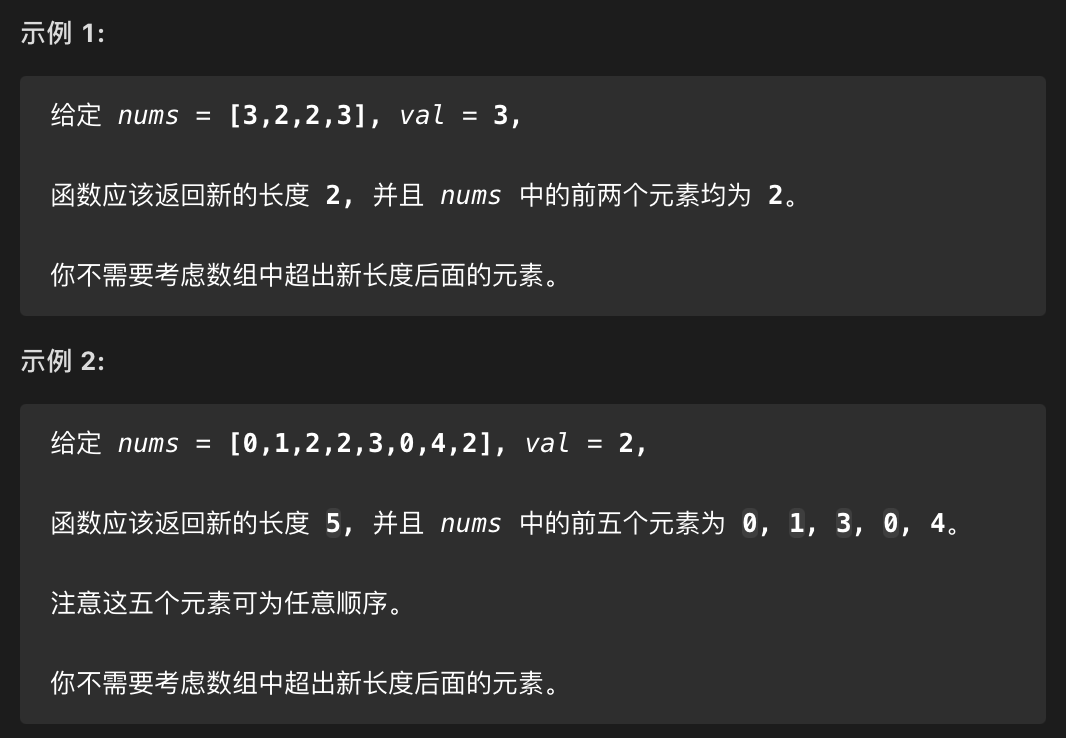 示例 1:
给定 nums = [3,2,2,3], val = 3,
函数应该返回新的长度 2, 并且 nums 中的前两个元素均为 2。
你不需要考虑数组中超出新长度后面的元素。
示例 2:
给定 nums = [0,1,2,2,3,0,4,2], val = 2,
函数应该返回新的长度 5, 并且 nums 中的前五个元素为 0, 1, 3, 0, 4。
注意这五个元素可为任意顺序。
你不需要考虑数组中超出新长度后面的元素。